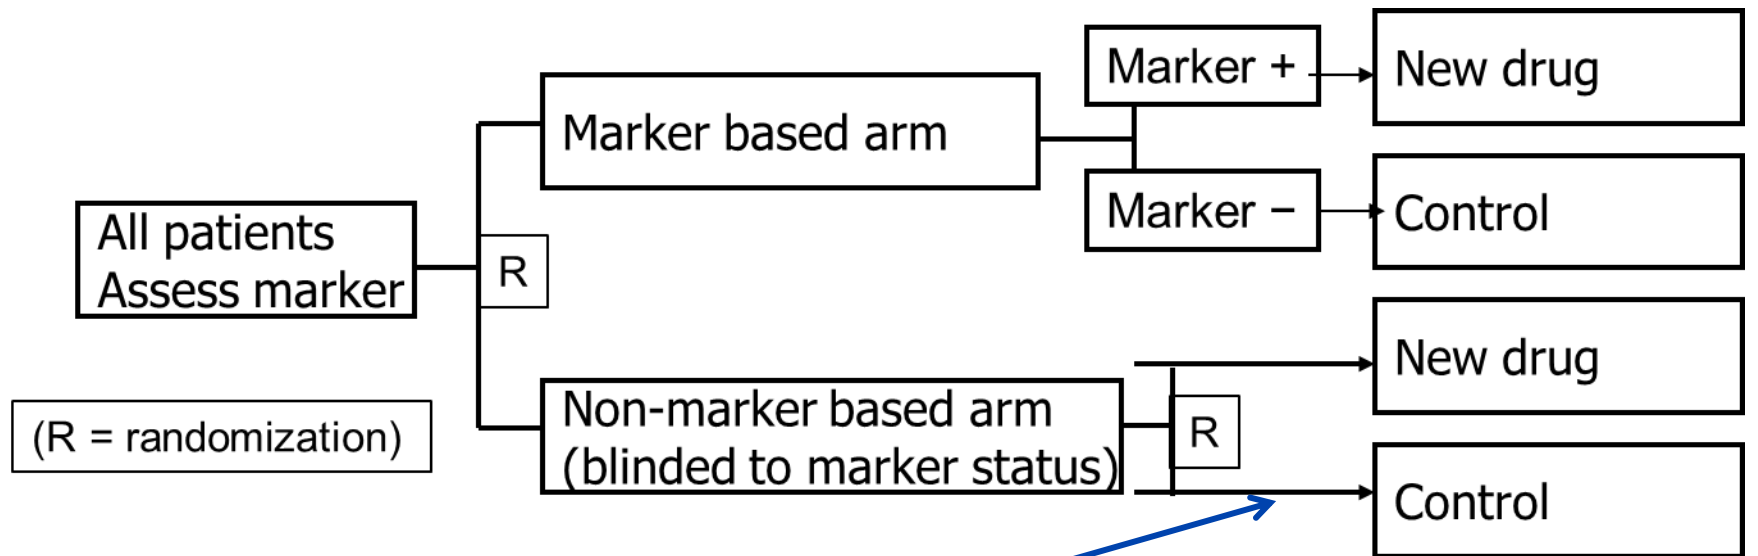 Marker +
New drug
Marker based arm
Marker −
Control
All patients
Assess marker
R
New drug
Non-marker based arm
(blinded to marker status)
R
(R = randomization)
Control